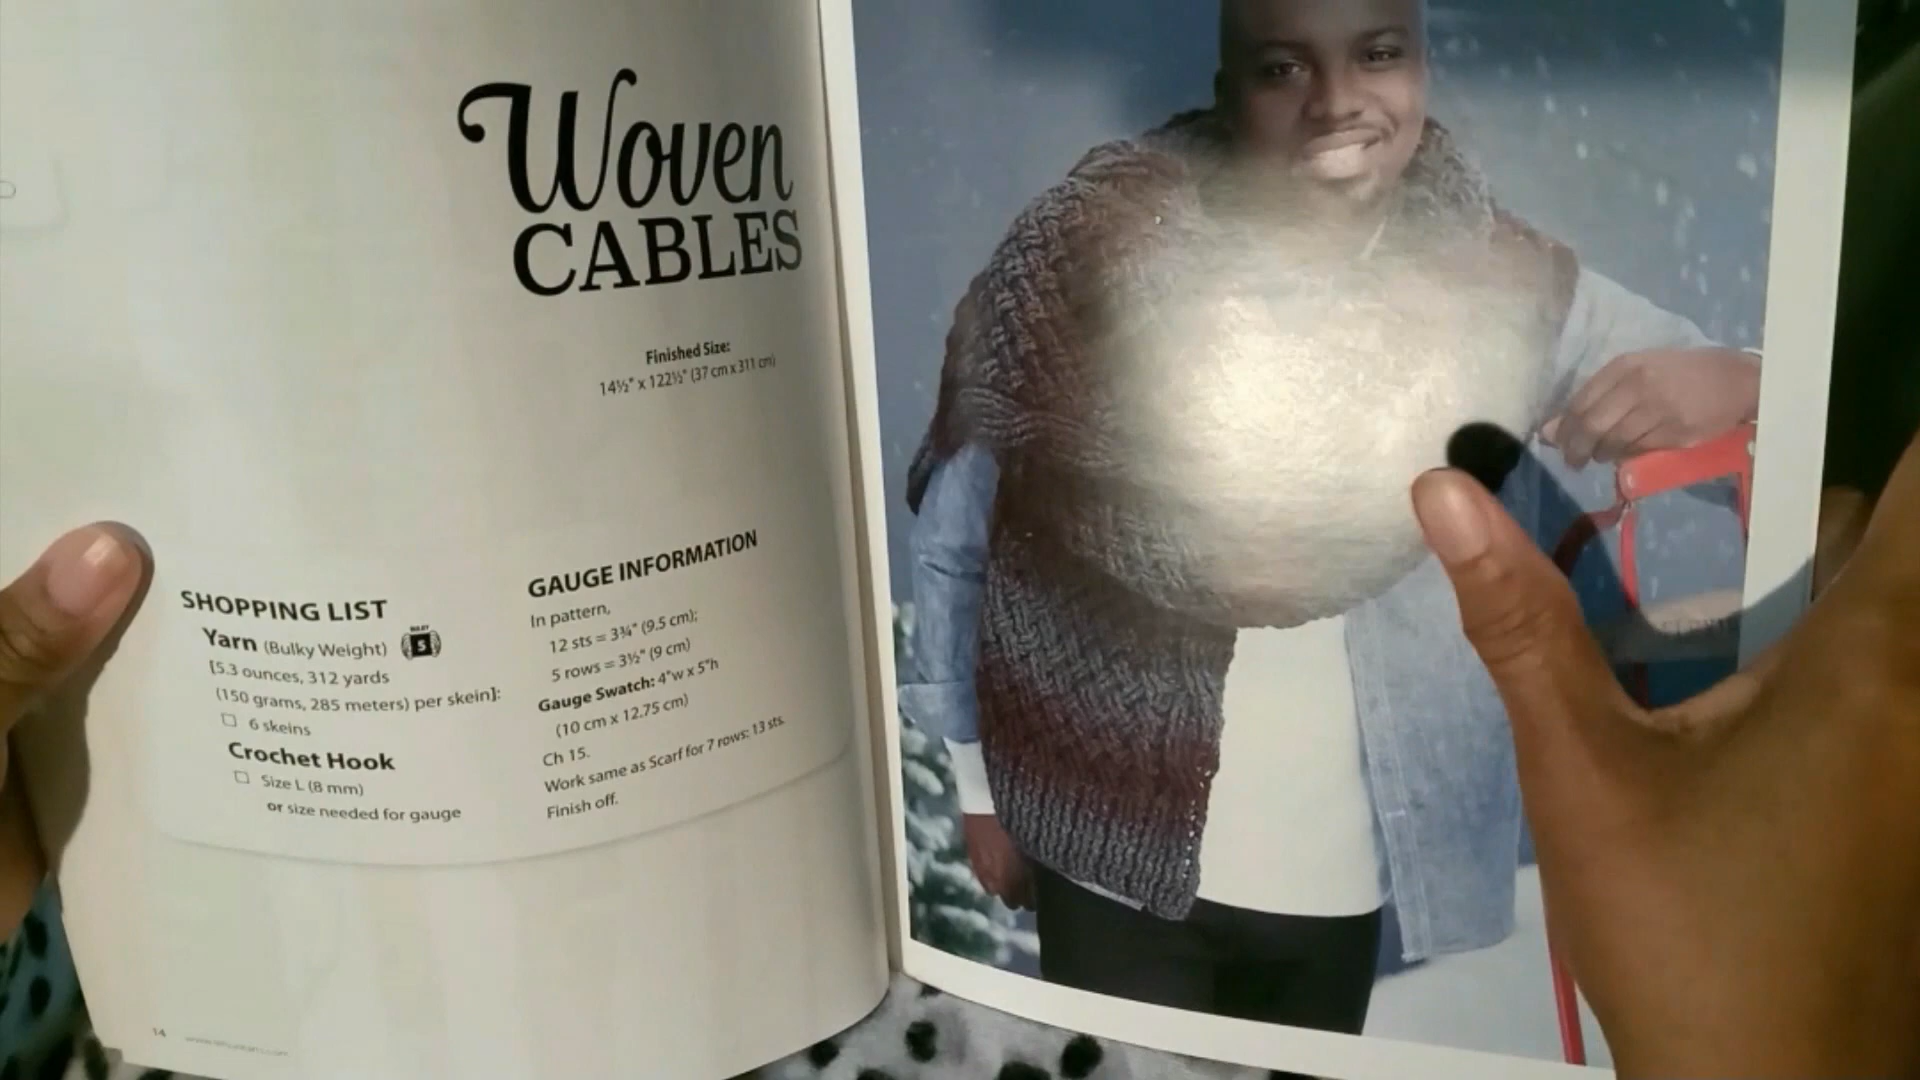 Woven
CABLES
Finished Size:
14½" x 122½" (37 cm x 311 cm)
SHOPPING LIST
Yarn (Bulky Weight) BULKY 5
[5.3 ounces, 312 yards
(150 grams, 285 meters) per skein]:
☐ 6 skeins
Crochet Hook
☐ Size L (8 mm)
or size needed for gauge
GAUGE INFORMATION
In pattern,
12 sts = 3¾" (9.5 cm);
5 rows = 3½" (9 cm)
Gauge Swatch: 4"w x 5"h
(10 cm x 12.75 cm)
Ch 15.
Work same as Scarf for 7 rows: 13 sts.
Finish off.
14